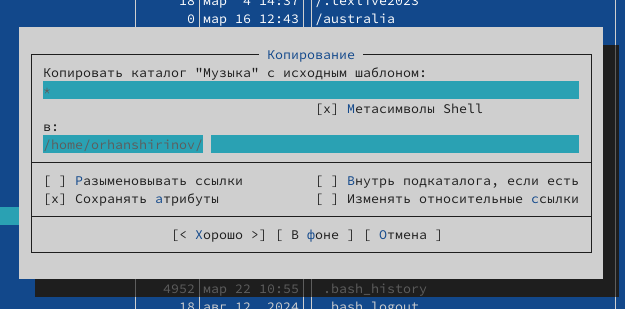 18 мар 4 14:37 /.texlive2023
0 мар 16 12:43 /australia
Копирование
Копировать каталог "Музыка" с исходным шаблоном:
*
[x] Метасимволы Shell
в:
/home/orhanshirinov/
[ ] Разыменовывать ссылки [ ] Внутрь подкаталога, если есть
[x] Сохранять атрибуты [ ] Изменять относительные ссылки
[< Хорошо >] [ В фоне ] [ Отмена ]
4952 мар 22 10:55 .bash_history
18 авг 12 2024 .bash_logout